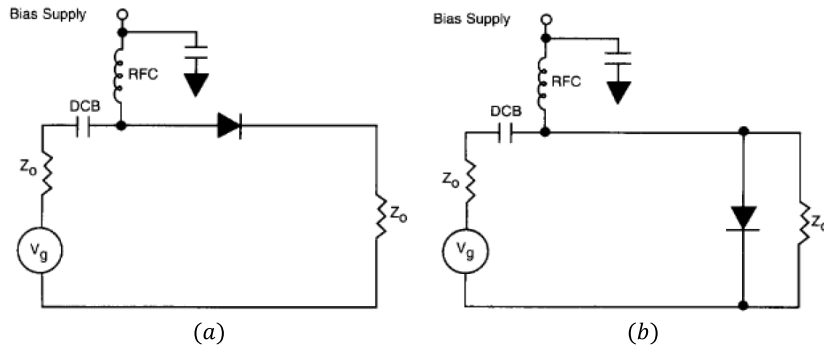 Bias Supply
RFC
DCB
Zo
Vg
Zo
(a)
Bias Supply
RFC
DCB
Zo
Vg
Zo
(b)